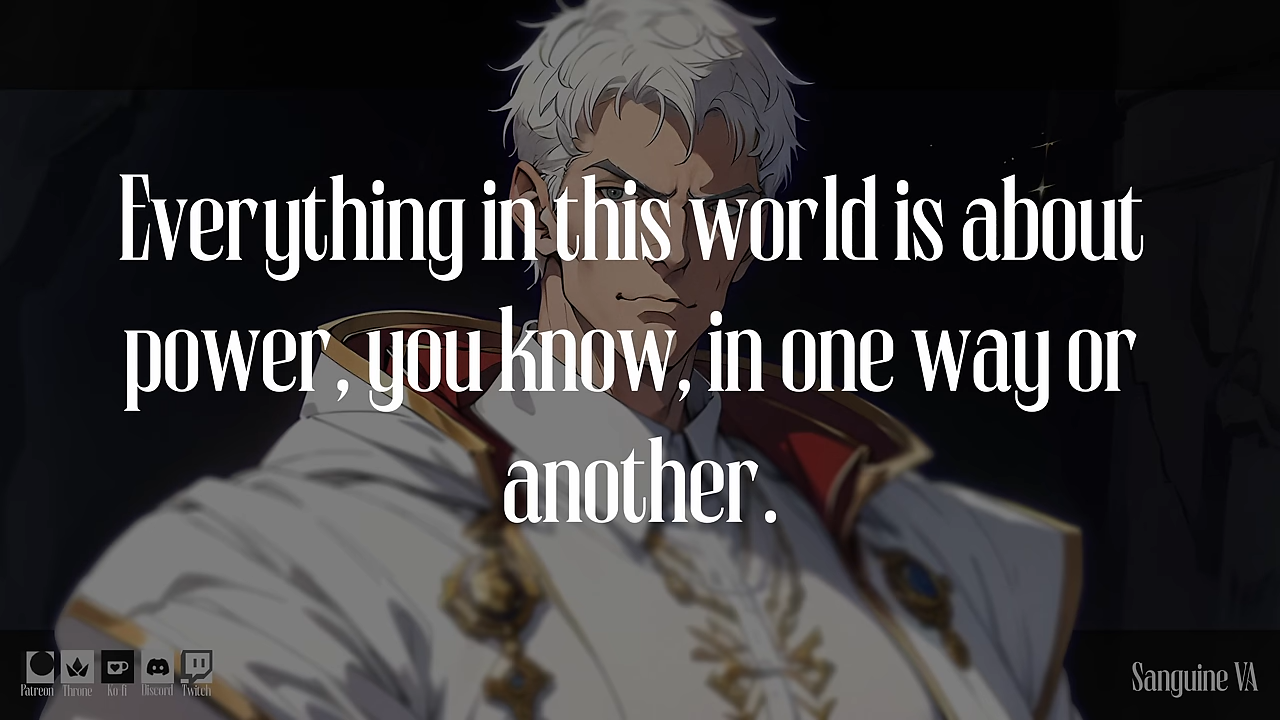 Everything in this world is about
power, you know, in one way or
another.
Patreon Throne Ko fi Discord Twitch
Sanguine VA